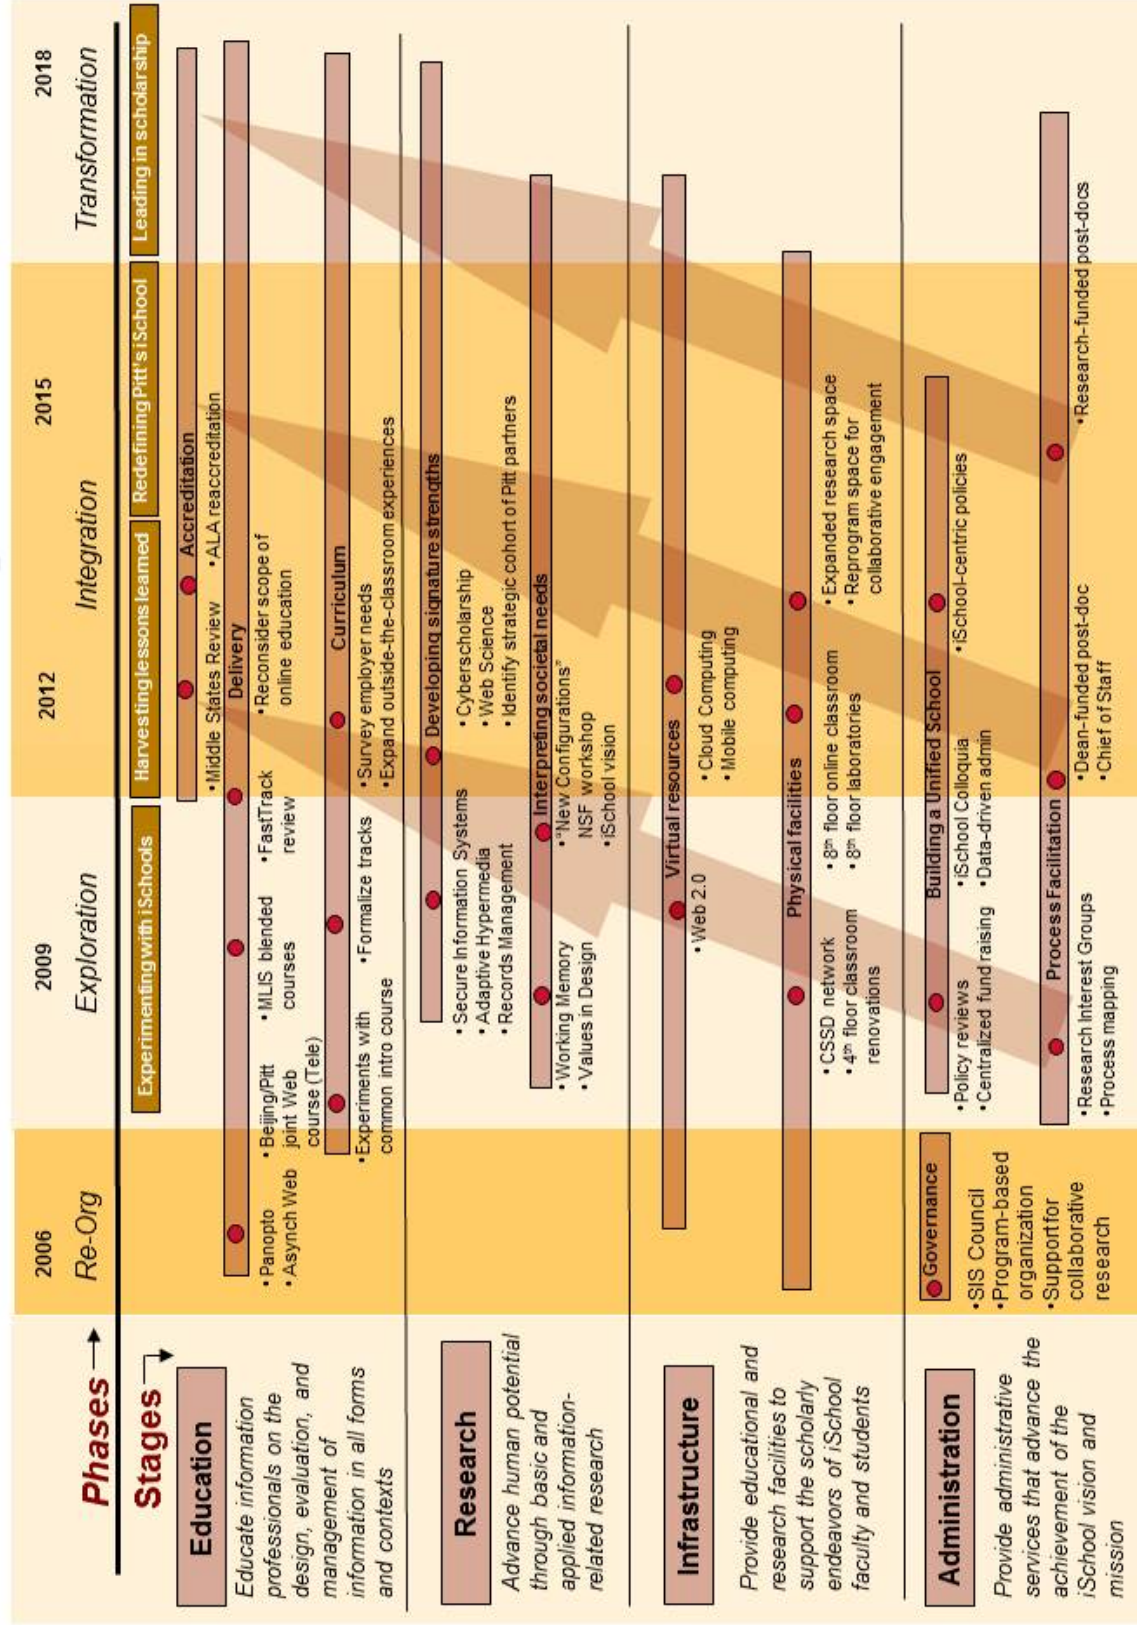 2006
2009
2012
2015
2018
Phases
Re-Org
Exploration
Integration
Transformation
Stages
Experimenting with iSchools
Harvesting lessons learned
Redefining Pitt's iSchool
Leading in scholarship
Education
Educate information
professionals on the
design, evaluation, and
management of
information in all forms
and contexts
Accreditation
•Middle States Review
•ALA reaccreditation
Delivery
•Panopto
•Asynch Web
•Beijing/Pitt
joint Web
course (Tele)
•MLIS blended
courses
•FastTrack
review
•Reconsider scope of
online education
Curriculum
•Experiments with
common intro course
•Formalize tracks
•Survey employer needs
•Expand outside-the-classroom experiences
Research
Advance human potential
through basic and
applied information-
related research
Developing signature strengths
•Secure Information Systems
•Adaptive Hypermedia
•Records Management
•Cyberscholarship
•Web Science
•Identify strategic cohort of Pitt partners
Interpreting societal needs
•Working Memory
•Values in Design
•"New Configurations"
NSF workshop
•iSchool vision
Infrastructure
Provide educational and
research facilities to
support the scholarly
endeavors of iSchool
faculty and students
Virtual resources
•Web 2.0
•Cloud Computing
•Mobile computing
Physical facilities
•CSSD network
•4th floor classroom
renovations
•8th floor online classroom
•8th floor laboratories
•Expanded research space
•Reprogram space for
collaborative engagement
Administration
Provide administrative
services that advance the
achievement of the
iSchool vision and
mission
Governance
•SIS Council
•Program-based
organization
•Support for
collaborative
research
Building a Unified School
•Policy reviews
•Centralized fund raising
•iSchool Colloquia
•Data-driven admin
•iSchool-centric policies
Process Facilitation
•Research Interest Groups
•Process mapping
•Dean-funded post-doc
•Chief of Staff
•Research-funded post-docs